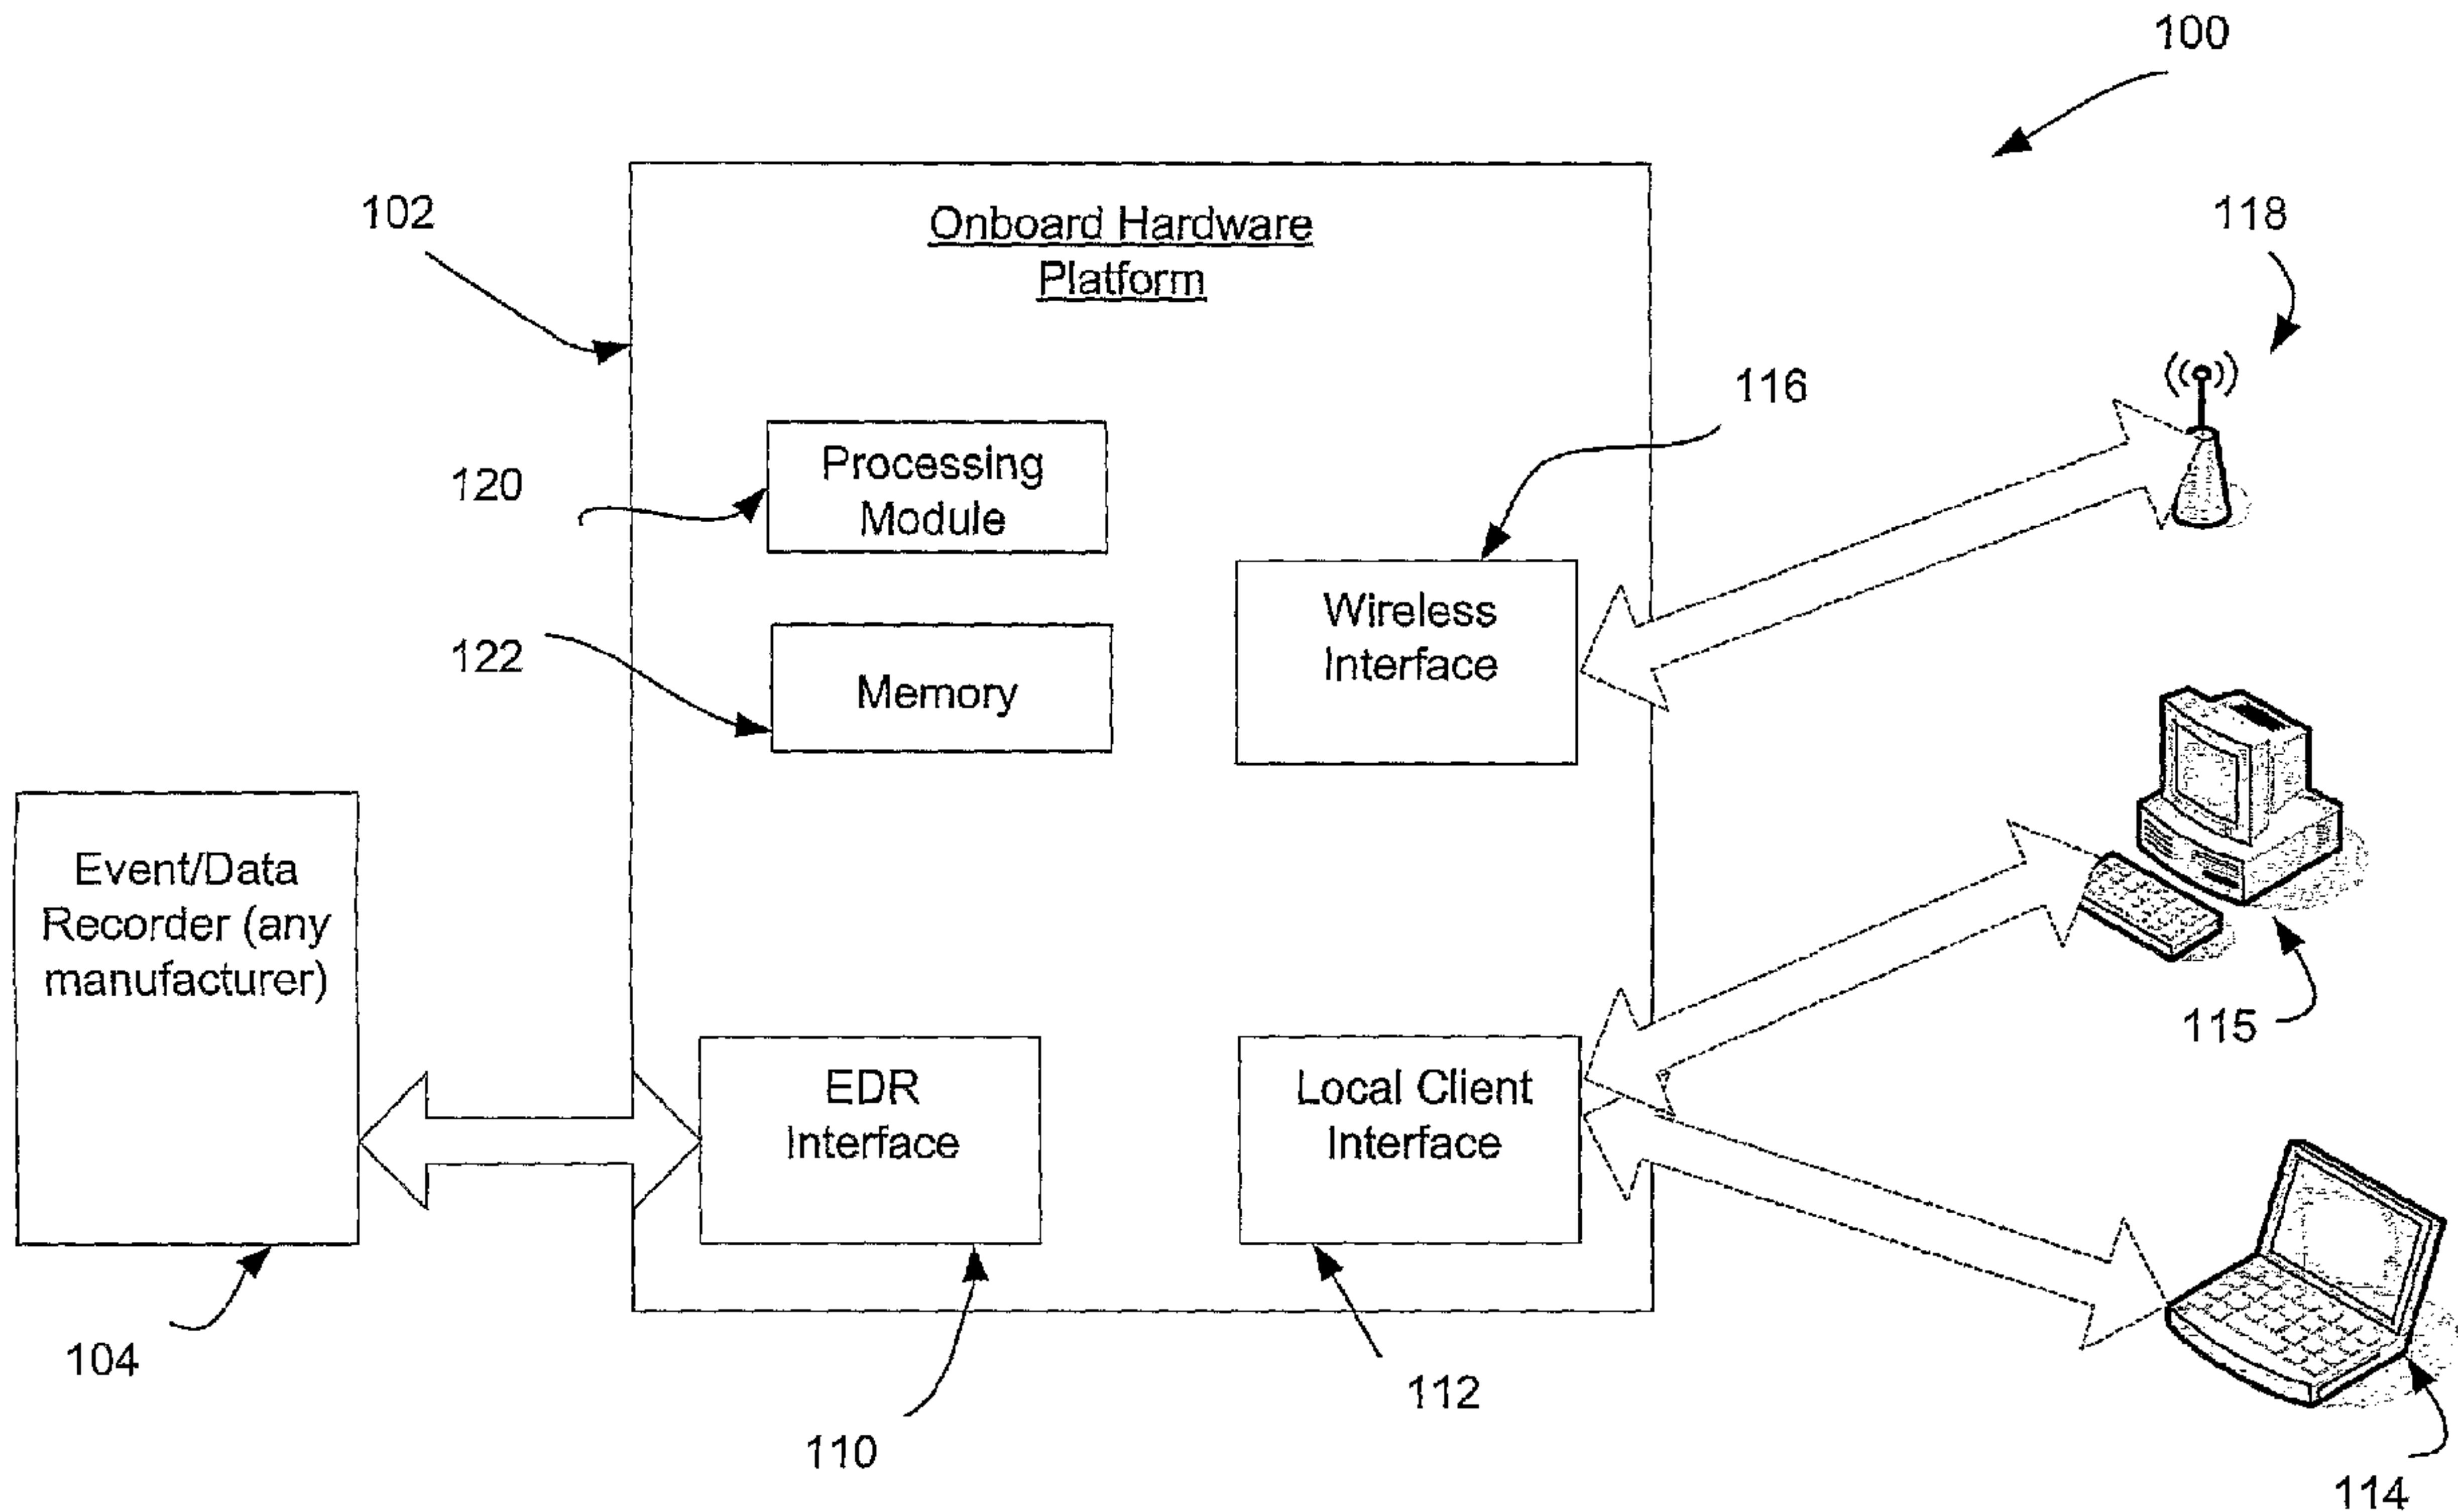 100
102
Onboard Hardware
Platform
118
116
120
Processing
Module
Wireless
Interface
122
Memory
Event/Data
Recorder (any
manufacturer)
115
EDR
Interface
Local Client
Interface
104
112
110
114